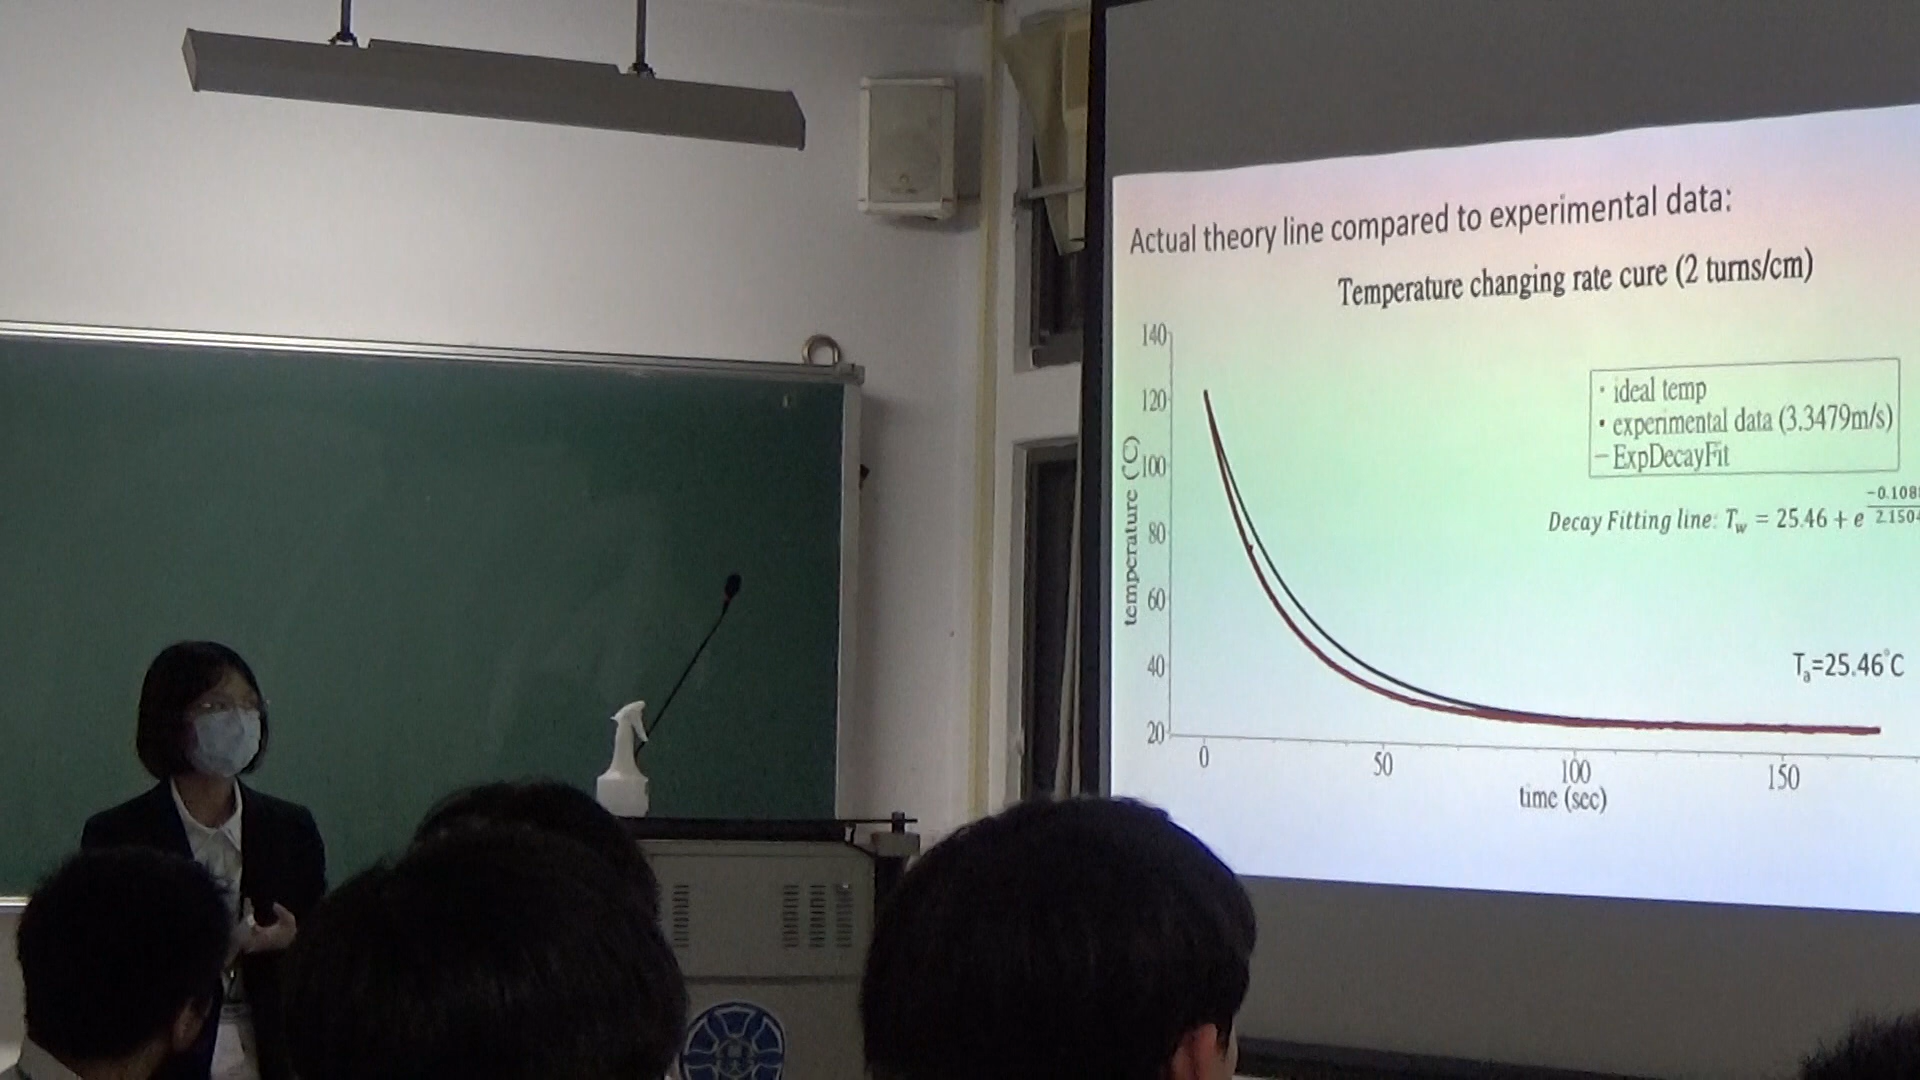 Actual theory line compared to experimental data:
Temperature changing rate cure (2 turns/cm)
140
120
100
80
60
40
20
temperature (°C)
• ideal temp
• experimental data (3.3479m/s)
– ExpDecayFit
Decay Fitting line: T_w = 25.46 + e
Tₐ=25.46°C
0
50
100
150
time (sec)